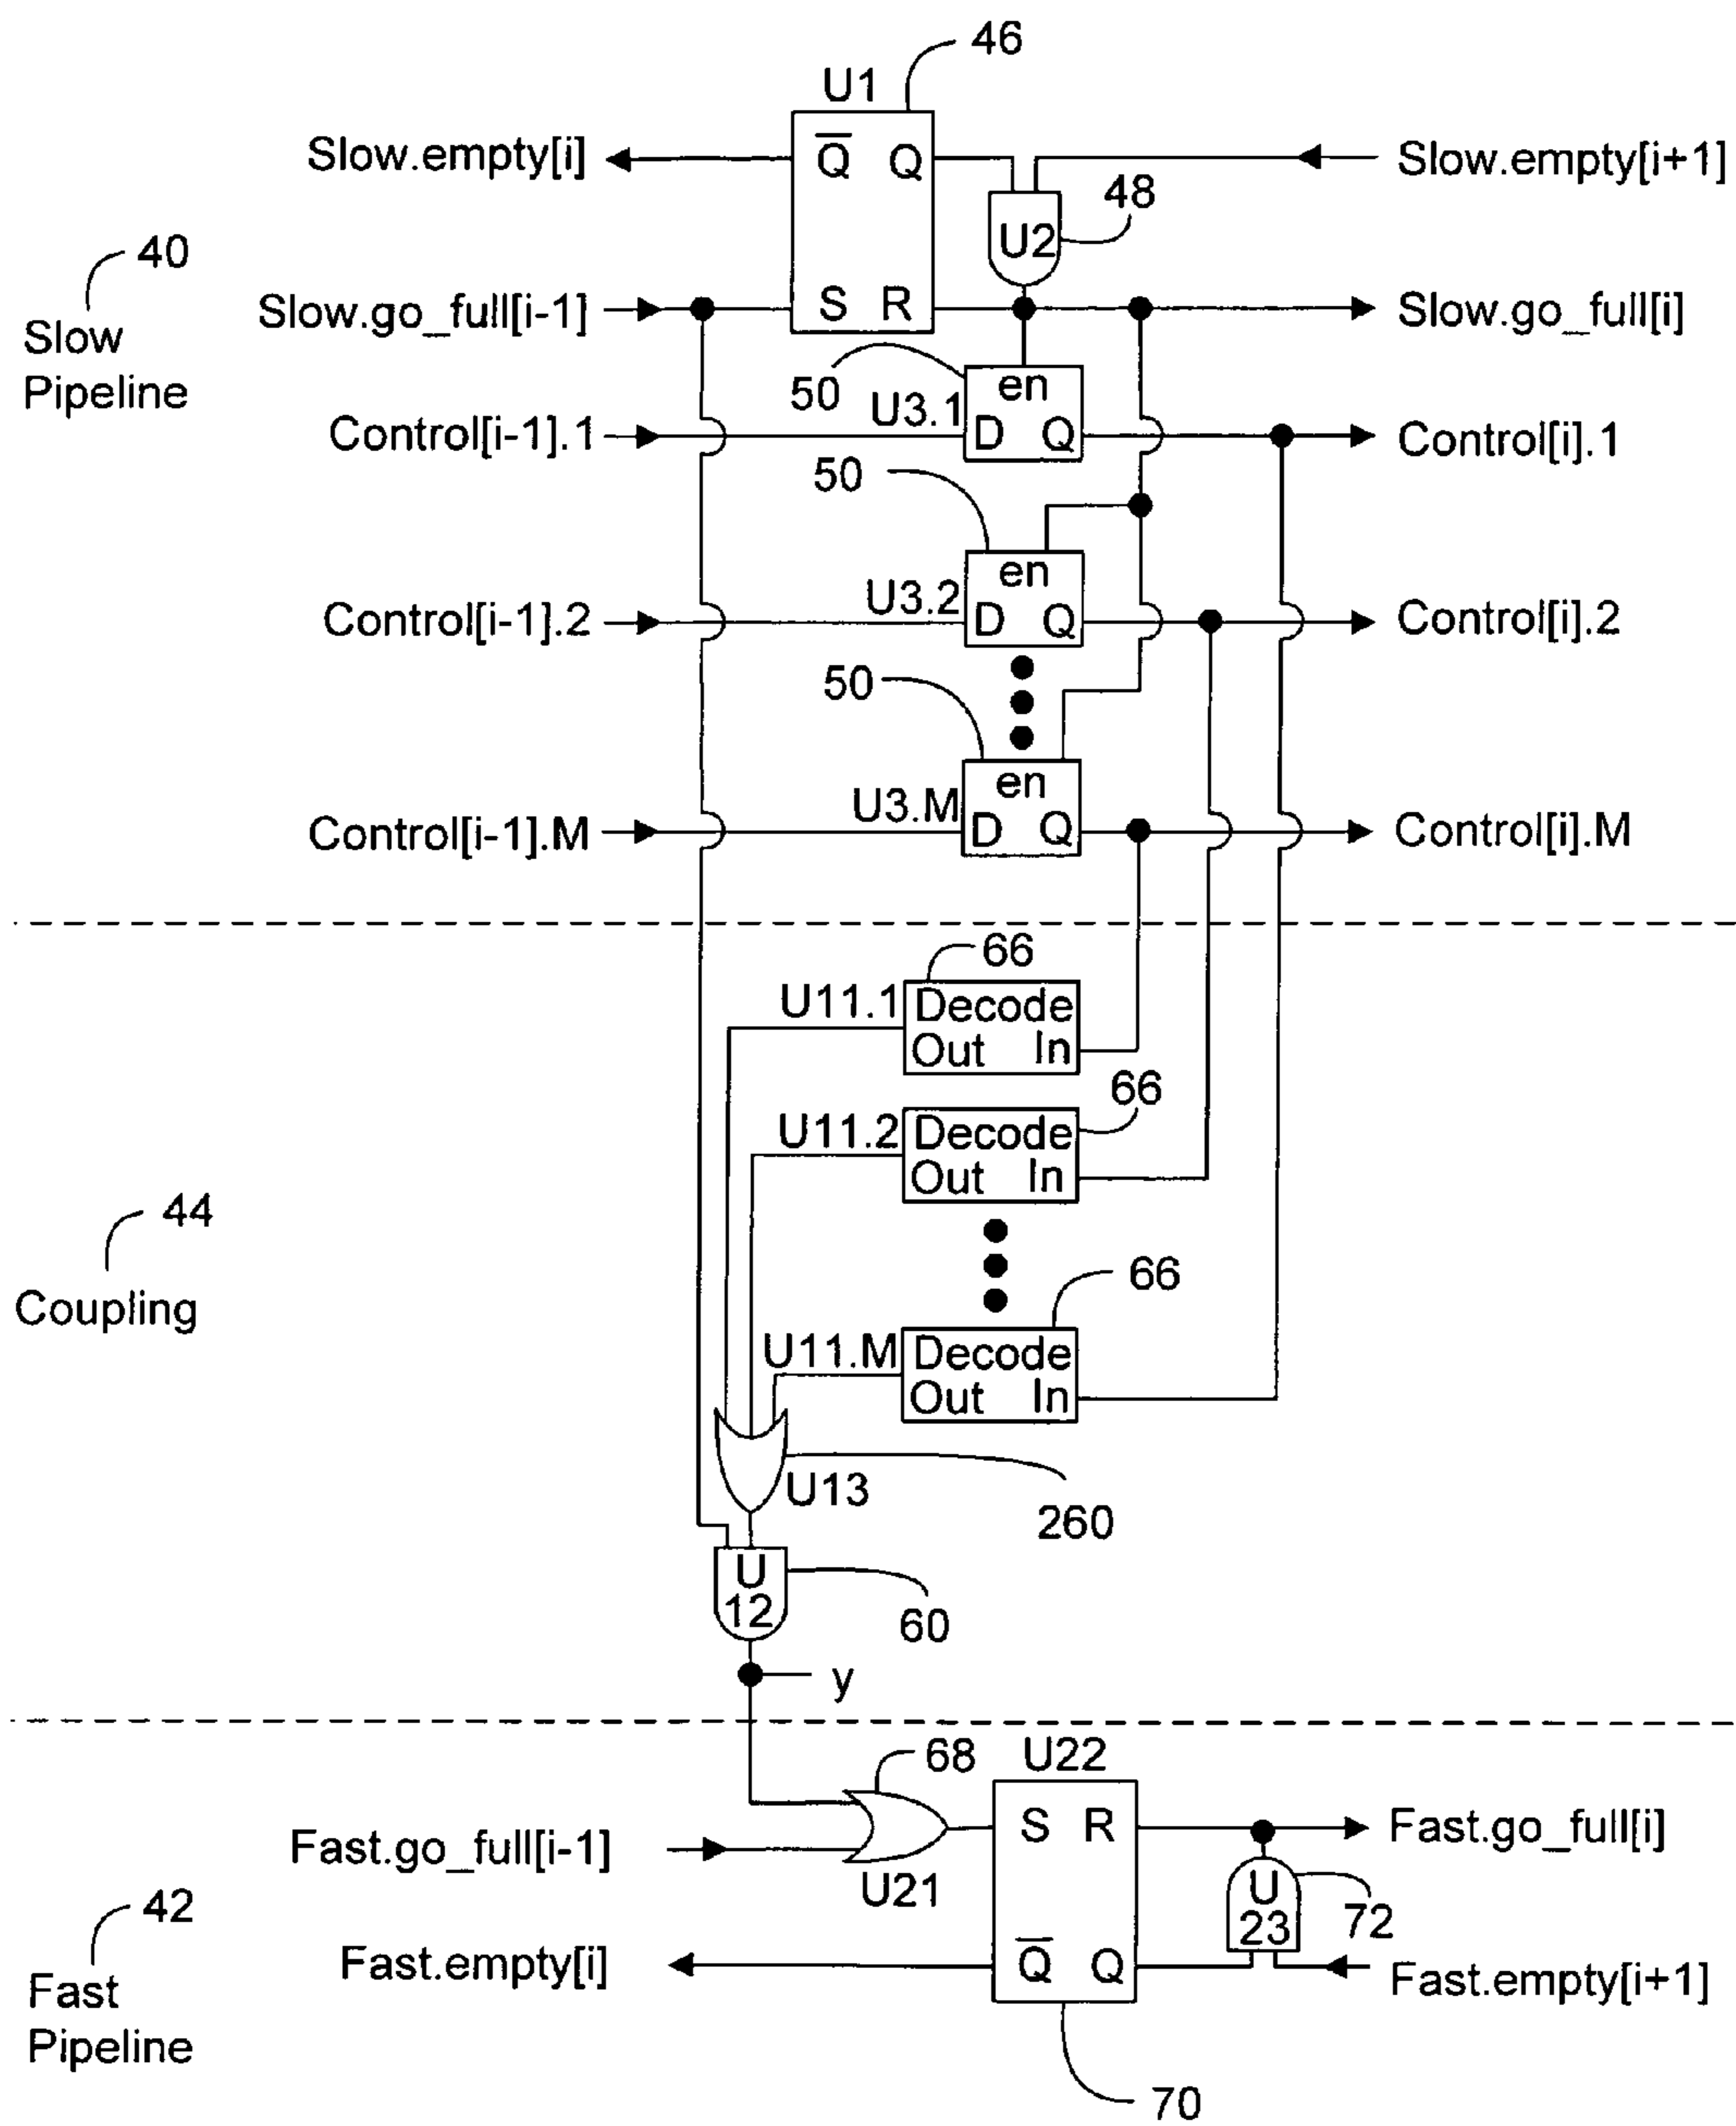 46
U1
Slow.empty[i]
Q Q
Slow.empty[i+1]
48
U2
40
Slow
Pipeline
Slow.go_full[i-1]
S R
Slow.go_full[i]
50
en
U3.1
Control[i-1].1
D Q
Control[i].1
50
en
U3.2
Control[i-1].2
D Q
Control[i].2
50
en
U3.M
Control[i-1].M
D Q
Control[i].M
66
U11.1
Decode
Out In
66
U11.2
Decode
Out In
44
Coupling
66
U11.M
Decode
Out In
U13
260
U
12
60
y
68
U22
Fast.go_full[i-1]
U21
S R
Fast.go_full[i]
U
23
72
42
Fast
Pipeline
Fast.empty[i]
Q Q
Fast.empty[i+1]
70